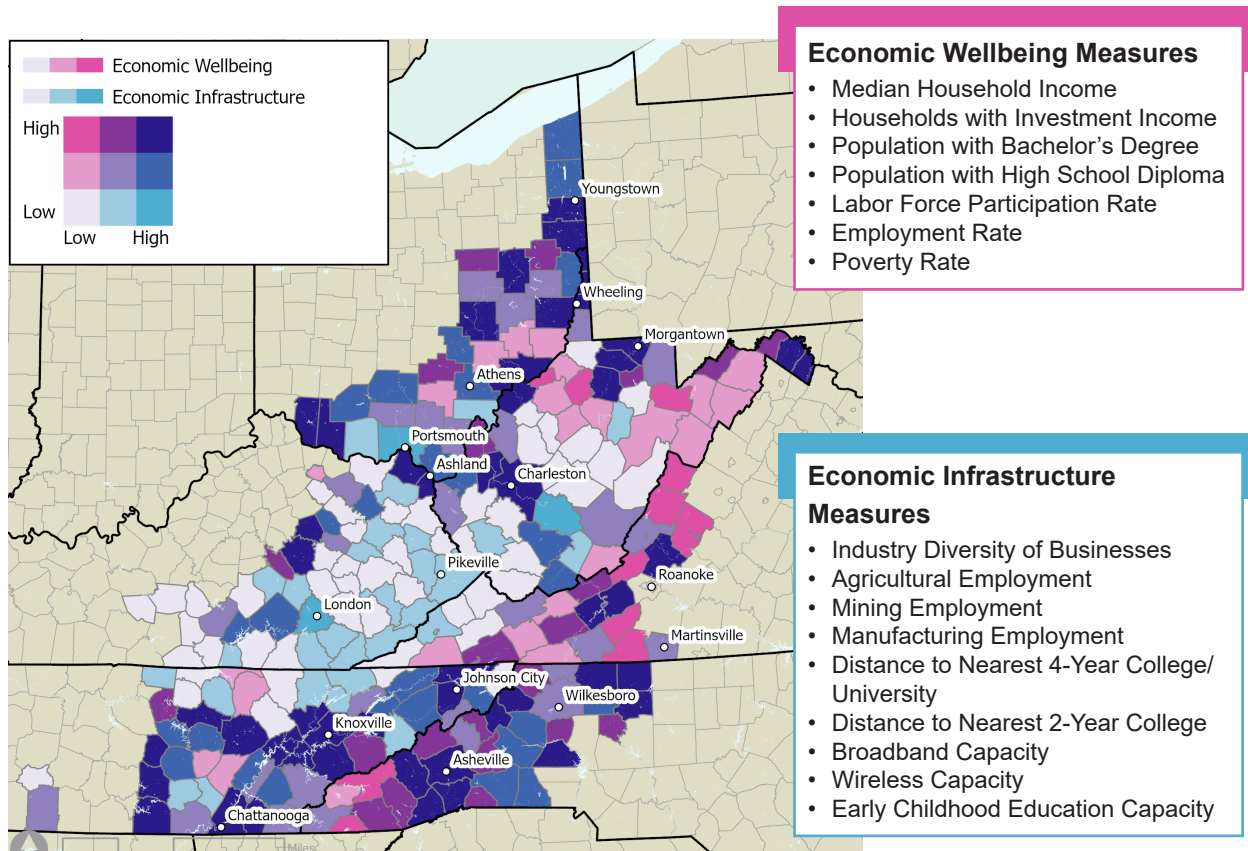 Economic Wellbeing
Economic Infrastructure
High
Low
Low
High
Youngstown
Wheeling
Morgantown
Athens
Portsmouth
Ashland
Charleston
Pikeville
Roanoke
London
Martinsville
Johnson City
Wilkesboro
Knoxville
Asheville
Chattanooga
Miles
Economic Wellbeing Measures
• Median Household Income
• Households with Investment Income
• Population with Bachelor’s Degree
• Population with High School Diploma
• Labor Force Participation Rate
• Employment Rate
• Poverty Rate
Economic Infrastructure
Measures
• Industry Diversity of Businesses
• Agricultural Employment
• Mining Employment
• Manufacturing Employment
• Distance to Nearest 4-Year College/
University
• Distance to Nearest 2-Year College
• Broadband Capacity
• Wireless Capacity
• Early Childhood Education Capacity